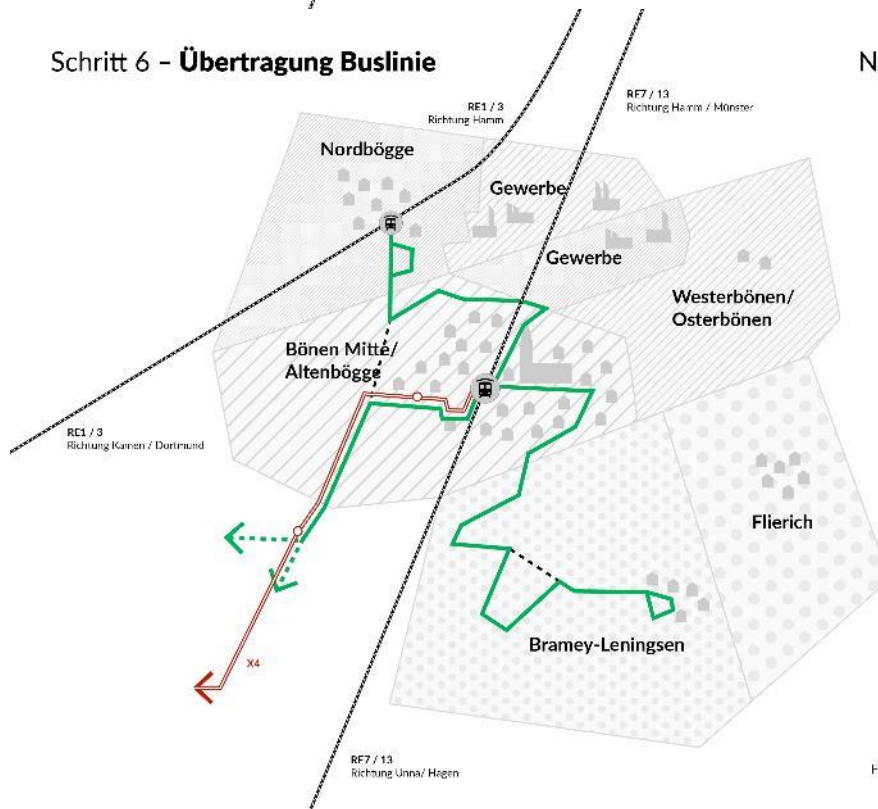 Schritt 6 – Übertragung Buslinie
N
RE7 / 13
Richtung Hamm / Münster
RE1 / 3
Richtung Hamm
Nordbögge
Gewerbe
Gewerbe
Westerbönen/
Osterbönen
Bönen Mitte/
Altenbögge
RE1 / 3
Richtung Kamen / Dortmund
Flierich
Bramey-Leningsen
X4
RE7 / 13
Richtung Unna/ Hagen
H